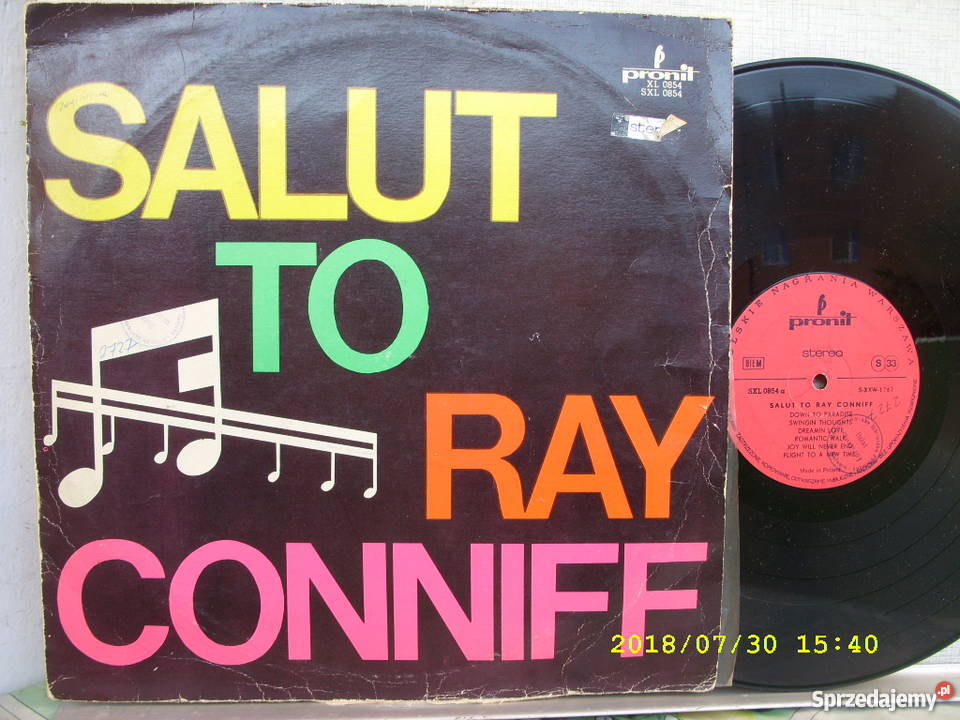 SALUT
TO
RAY
CONNIFF
pronit
XL 0854
SXL 0854
stereo
2727
POLSKIE NAGRANIA WARSZAWA
pronit
stereo
BIEM
S 33
SXL 0854 a
SALUT TO RAY CONNIFF
DOWN TO PARADISE
SWINGIN THOUGHTS
DREAMIN LOVE
ROMANTIC WALK
JOY WILL NEVER END
FLIGHT TO A NEW TIME
Made in Poland
2018/07/30 15:40
Sprzedajemy.pl